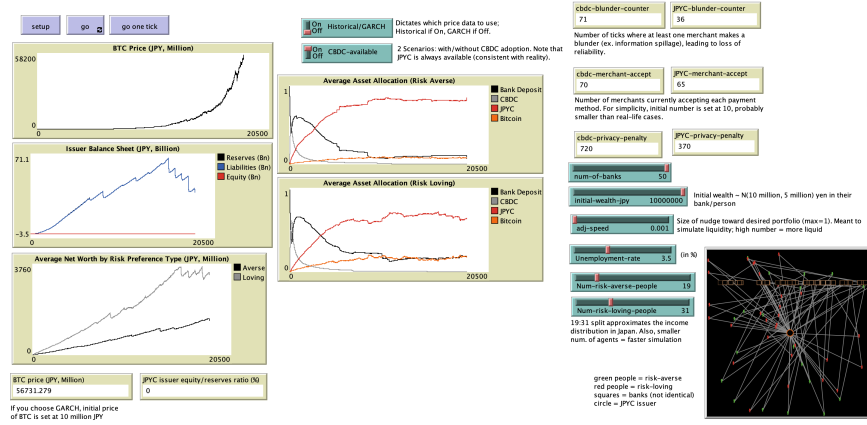 setup
go
go one tick
BTC Price (JPY, Million)
58200
0
0
20500
Issuer Balance Sheet (JPY, Billion)
71.1
-3.5
0
20500
Reserves (Bn)
Liabilities (Bn)
Equity (Bn)
Average Net Worth by Risk Preference Type (JPY, Million)
3760
0
0
20500
Averse
Loving
BTC price (JPY, Million)
56731.279
JPYC issuer equity/reserves ratio (%)
0
If you choose GARCH, initial price
of BTC is set at 10 million JPY
On
Off
Historical/GARCH
Dictates which price data to use;
Historical if On, GARCH if Off.
On
Off
CBDC-available
2 Scenarios: with/without CBDC adoption. Note that
JPYC is always available (consistent with reality).
Average Asset Allocation (Risk Averse)
1
0
0
20500
Bank Deposit
CBDC
JPYC
Bitcoin
Average Asset Allocation (Risk Loving)
1
0
0
20500
Bank Deposit
CBDC
JPYC
Bitcoin
cbdc-blunder-counter
71
JPYC-blunder-counter
36
Number of ticks where at least one merchant makes a
blunder (ex. information spillage), leading to loss of
reliability.
cbdc-merchant-accept
70
JPYC-merchant-accept
65
Number of merchants currently accepting each payment
method. For simplicity, initial number is set at 10, probably
smaller than real-life cases.
cbdc-privacy-penalty
720
JPYC-privacy-penalty
370
num-of-banks
50
initial-wealth-jpy
10000000
Initial wealth ~ N(10 million, 5 million) yen in their
bank/person
adj-speed
0.001
Size of nudge toward desired portfolio (max=1). Meant to
simulate liquidity; high number = more liquid
Unemployment-rate
3.5
(in %)
Num-risk-averse-people
19
Num-risk-loving-people
31
19:31 split approximates the income
distribution in Japan. Also, smaller
num. of agents = faster simulation
green people = risk-averse
red people = risk-loving
squares = banks (not identical)
circle = JPYC issuer